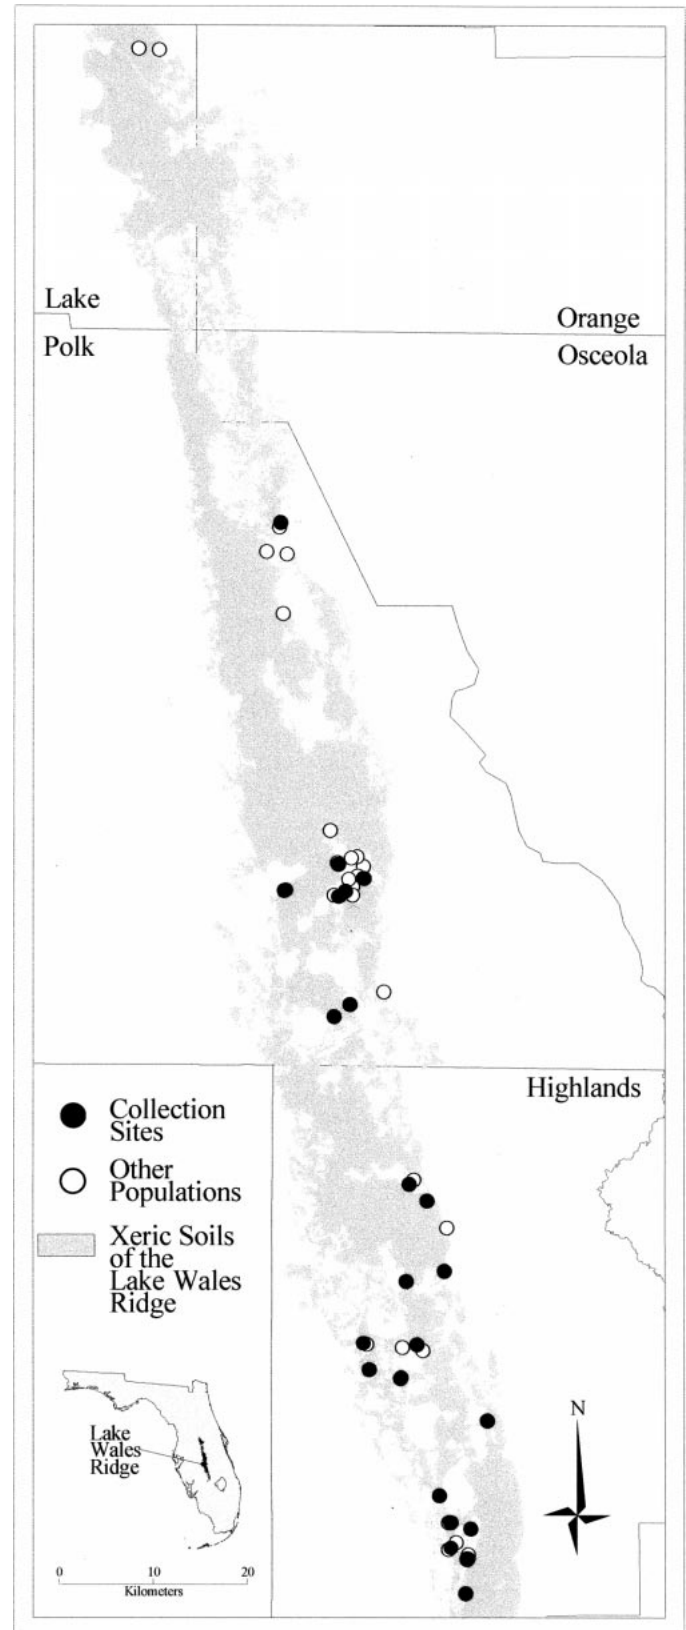 Lake
Orange
Polk
Osceola
Highlands
Collection
Sites
Other
Populations
Xeric Soils
of the
Lake Wales
Ridge
Lake
Wales
Ridge
N
0 10 20
Kilometers